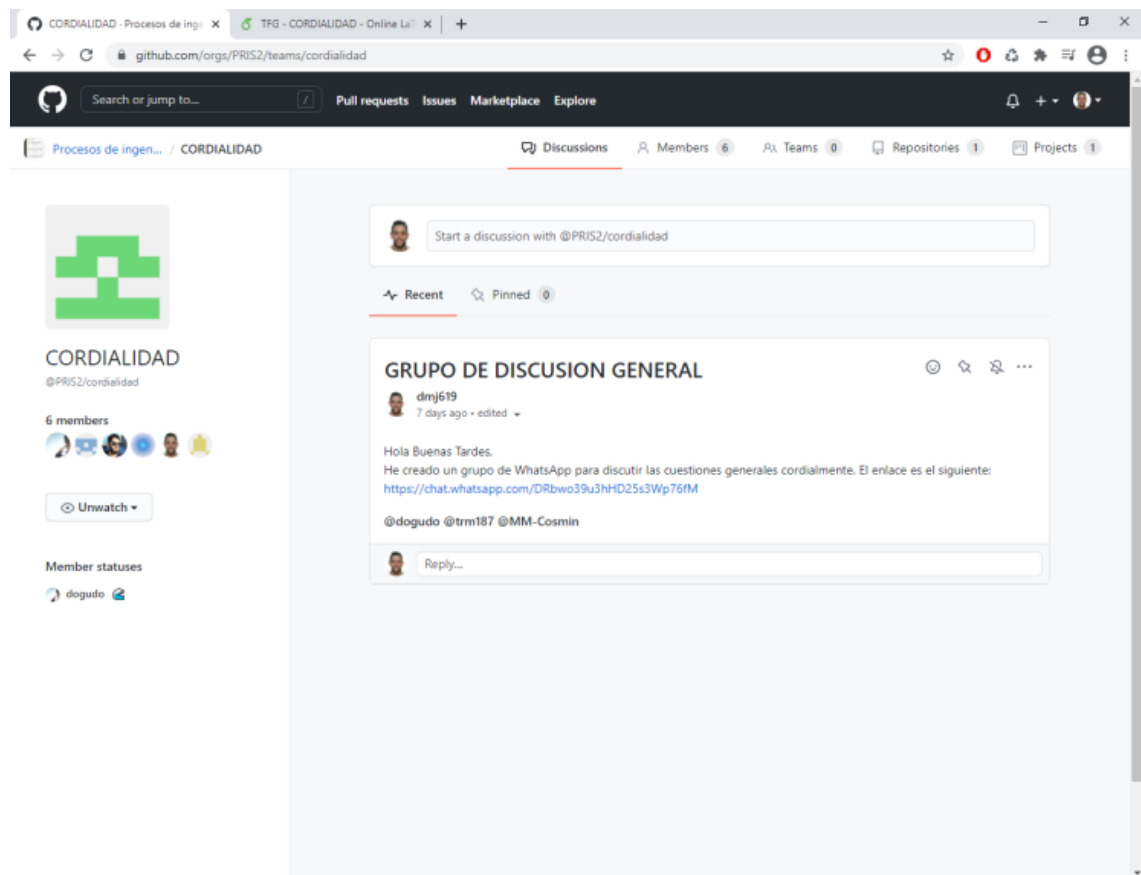 CORDIALIDAD - Procesos de inge
TFG - CORDIALIDAD - Online LaT
github.com/orgs/PRIS2/teams/cordialidad
Search or jump to...
/
Pull requests Issues Marketplace Explore
Procesos de ingen... / CORDIALIDAD
Discussions
Members 6
Teams 0
Repositories 1
Projects 1
Start a discussion with @PRIS2/cordialidad
Recent
Pinned 0
CORDIALIDAD
@PRIS2/cordialidad
6 members
Unwatch
Member statuses
dogudo
GRUPO DE DISCUSION GENERAL
dmj619
7 days ago • edited
Hola Buenas Tardes.
He creado un grupo de WhatsApp para discutir las cuestiones generales cordialmente. El enlace es el siguiente:
https://chat.whatsapp.com/DRbwo39u3hHD25s3Wp76fM
@dogudo @trm187 @MM-Cosmin
Reply...